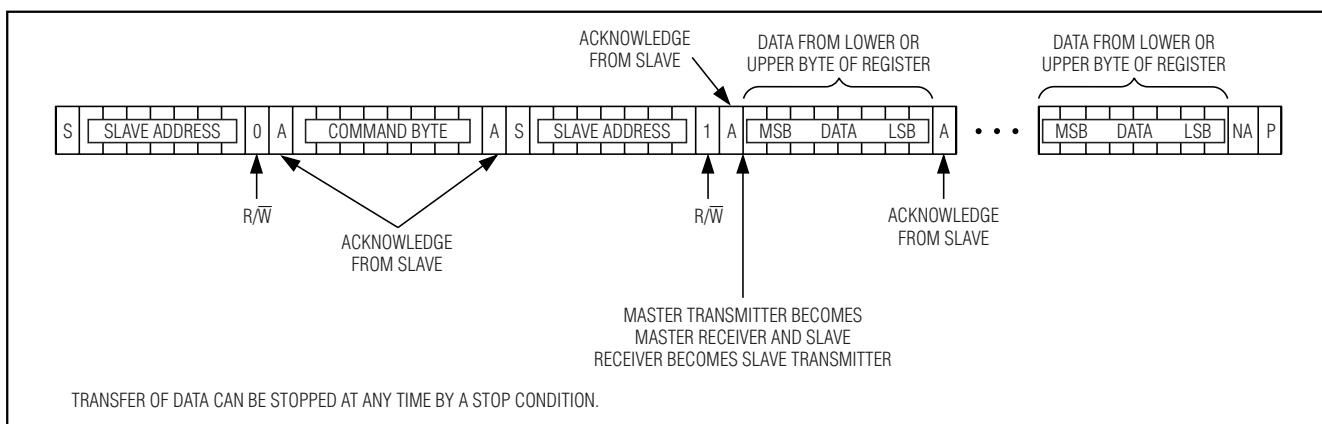 ACKNOWLEDGE
FROM SLAVE
DATA FROM LOWER OR
UPPER BYTE OF REGISTER
DATA FROM LOWER OR
UPPER BYTE OF REGISTER
S SLAVE ADDRESS 0 A COMMAND BYTE A S SLAVE ADDRESS 1 A MSB DATA LSB A • • • MSB DATA LSB NA P
R/W̅
ACKNOWLEDGE
FROM SLAVE
R/W̅
ACKNOWLEDGE
FROM SLAVE
MASTER TRANSMITTER BECOMES
MASTER RECEIVER AND SLAVE
RECEIVER BECOMES SLAVE TRANSMITTER
TRANSFER OF DATA CAN BE STOPPED AT ANY TIME BY A STOP CONDITION.